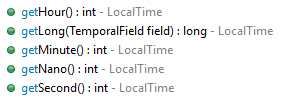 getHour() : int - LocalTime
getLong(TemporalField field) : long - LocalTime
getMinute() : int - LocalTime
getNano() : int - LocalTime
getSecond() : int - LocalTime